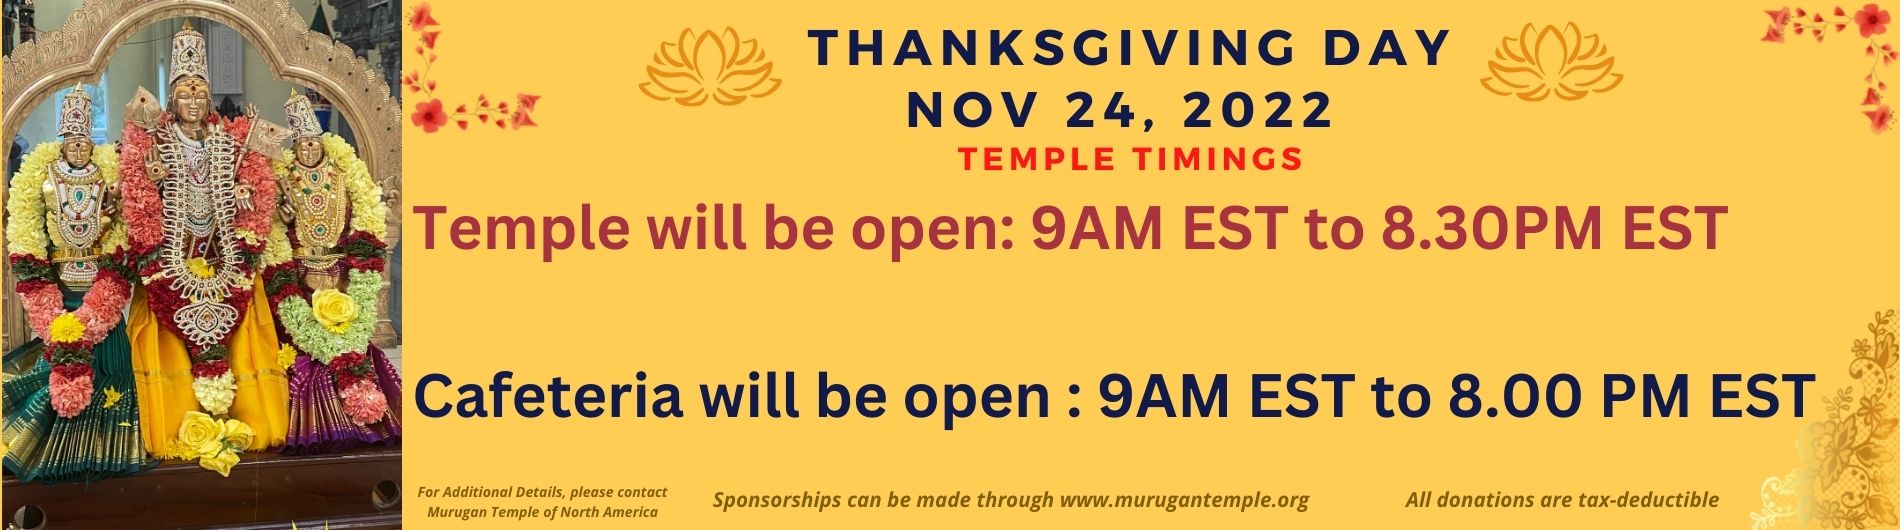 THANKSGIVING DAY
NOV 24, 2022
TEMPLE TIMINGS
Temple will be open: 9AM EST to 8.30PM EST
Cafeteria will be open : 9AM EST to 8.00 PM EST
For Additional Details, please contact
Murugan Temple of North America
Sponsorships can be made through www.murugantemple.org
All donations are tax-deductible